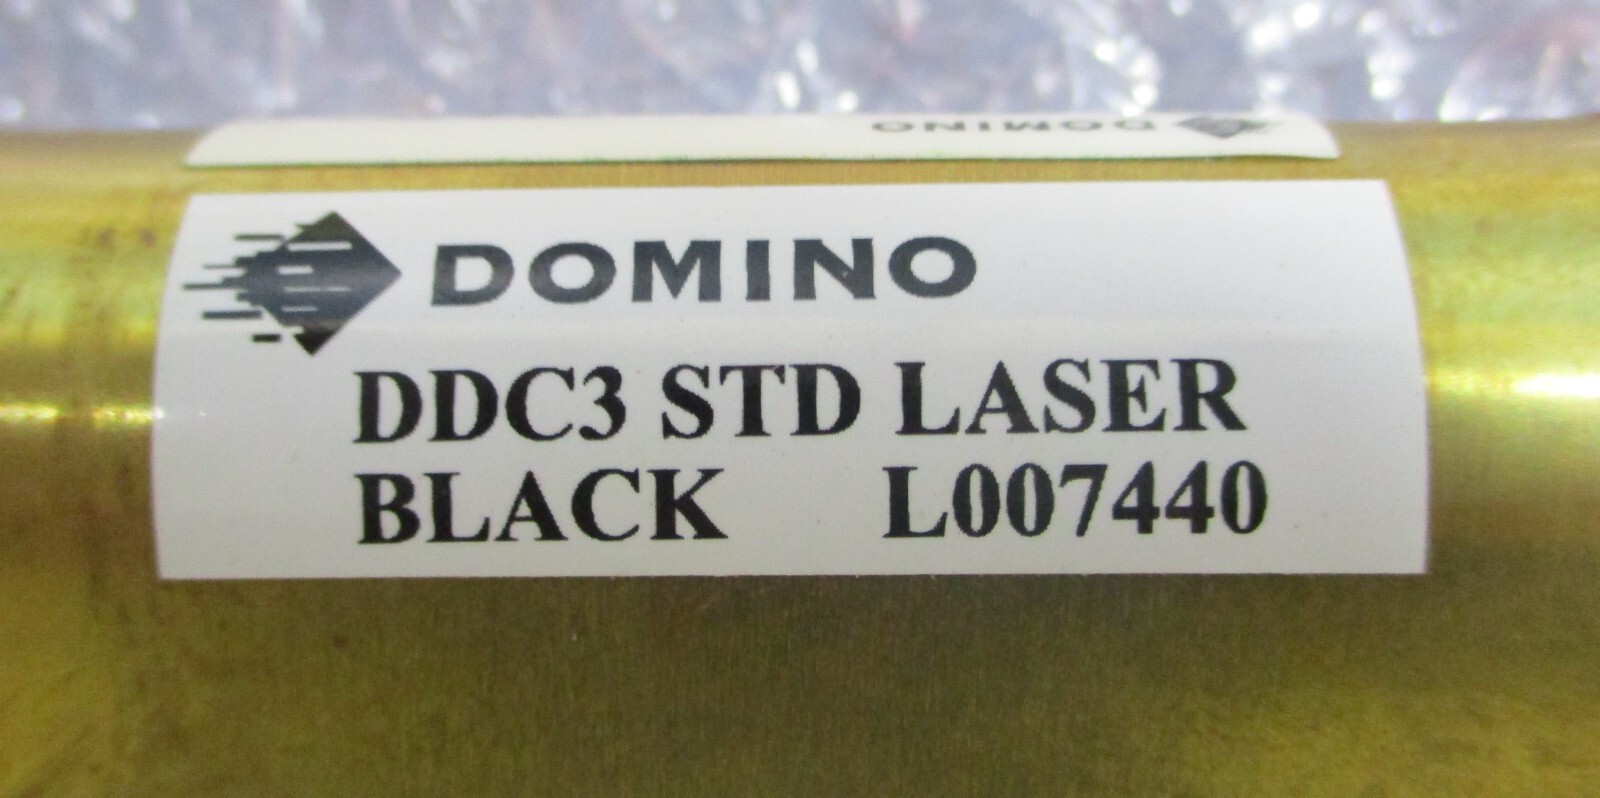 DOMINO
DOMINO
DDC3 STD LASER
BLACK L007440